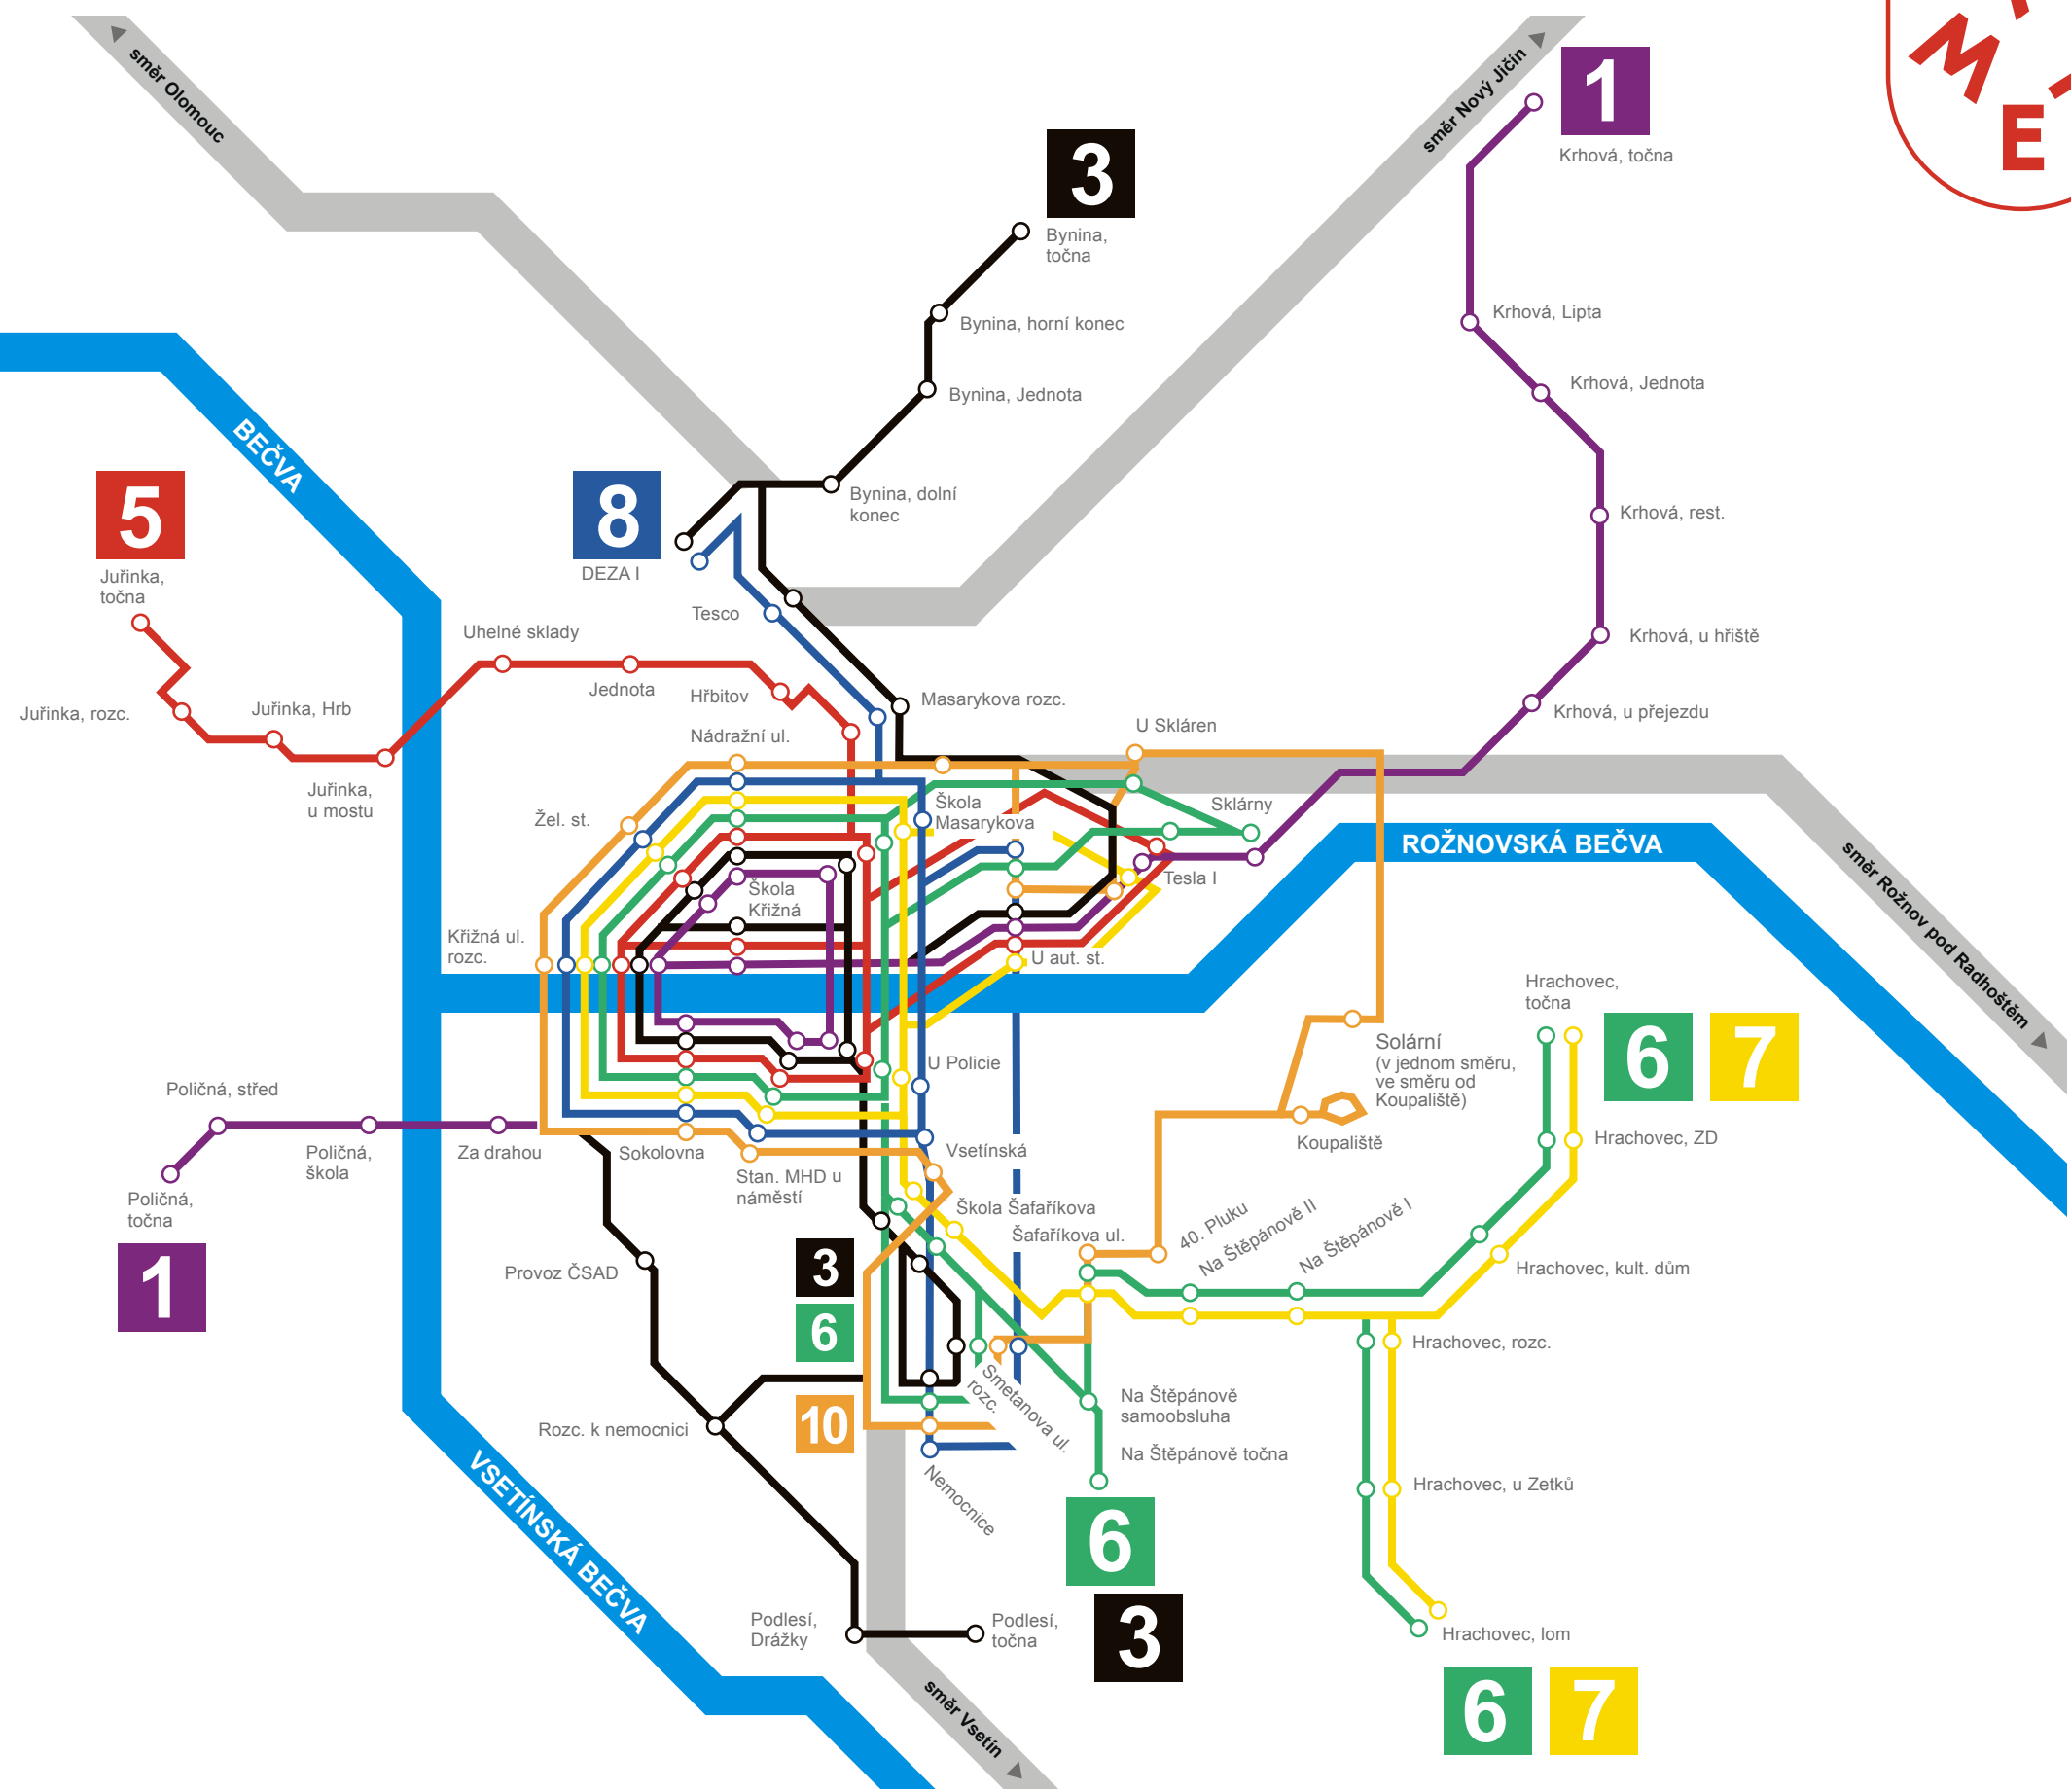 směr Olomouc
směr Nový Jičín
M
E
1
Krhová, točna
3
Bynina,
točna
Krhová, Lipta
Bynina, horní konec
Krhová, Jednota
Bynina, Jednota
BEČVA
5
Juřinka,
točna
8
DEZA I
Bynina, dolní
konec
Krhová, rest.
Tesco
Uhelné sklady
Krhová, u hřiště
Jednota
Hřbitov
Masarykova rozc.
Juřinka, rozc.
Juřinka, Hrb
Krhová, u přejezdu
U Skláren
Nádražní ul.
Juřinka,
u mostu
Žel. st.
Škola
Masarykova
Sklárny
ROŽNOVSKÁ BEČVA
směr Rožnov pod Radhoštěm
Tesla I
Škola
Křižná
Křižná ul.
rozc.
U aut. st.
Hrachovec,
točna
6
7
Solární
(v jednom směru,
ve směru od
Koupaliště)
U Policie
Poličná, střed
Koupaliště
Hrachovec, ZD
Poličná,
škola
Za drahou
Sokolovna
Vsetínská
Stan. MHD u
náměstí
Poličná,
točna
1
Škola Šafaříkova
Šafaříkova ul.
40. Pluku
Na Štěpánově II
Na Štěpánově I
3
6
10
Provoz ČSAD
Hrachovec, kult. dům
Hrachovec, rozc.
Smetanova ul.
rozc.
Na Štěpánově
samoobsluha
Rozc. k nemocnici
Na Štěpánově točna
Nemocnice
Hrachovec, u Zetků
VSETÍNSKÁ BEČVA
6
3
Podlesí,
Drážky
Podlesí,
točna
Hrachovec, lom
6
7
směr Vsetín